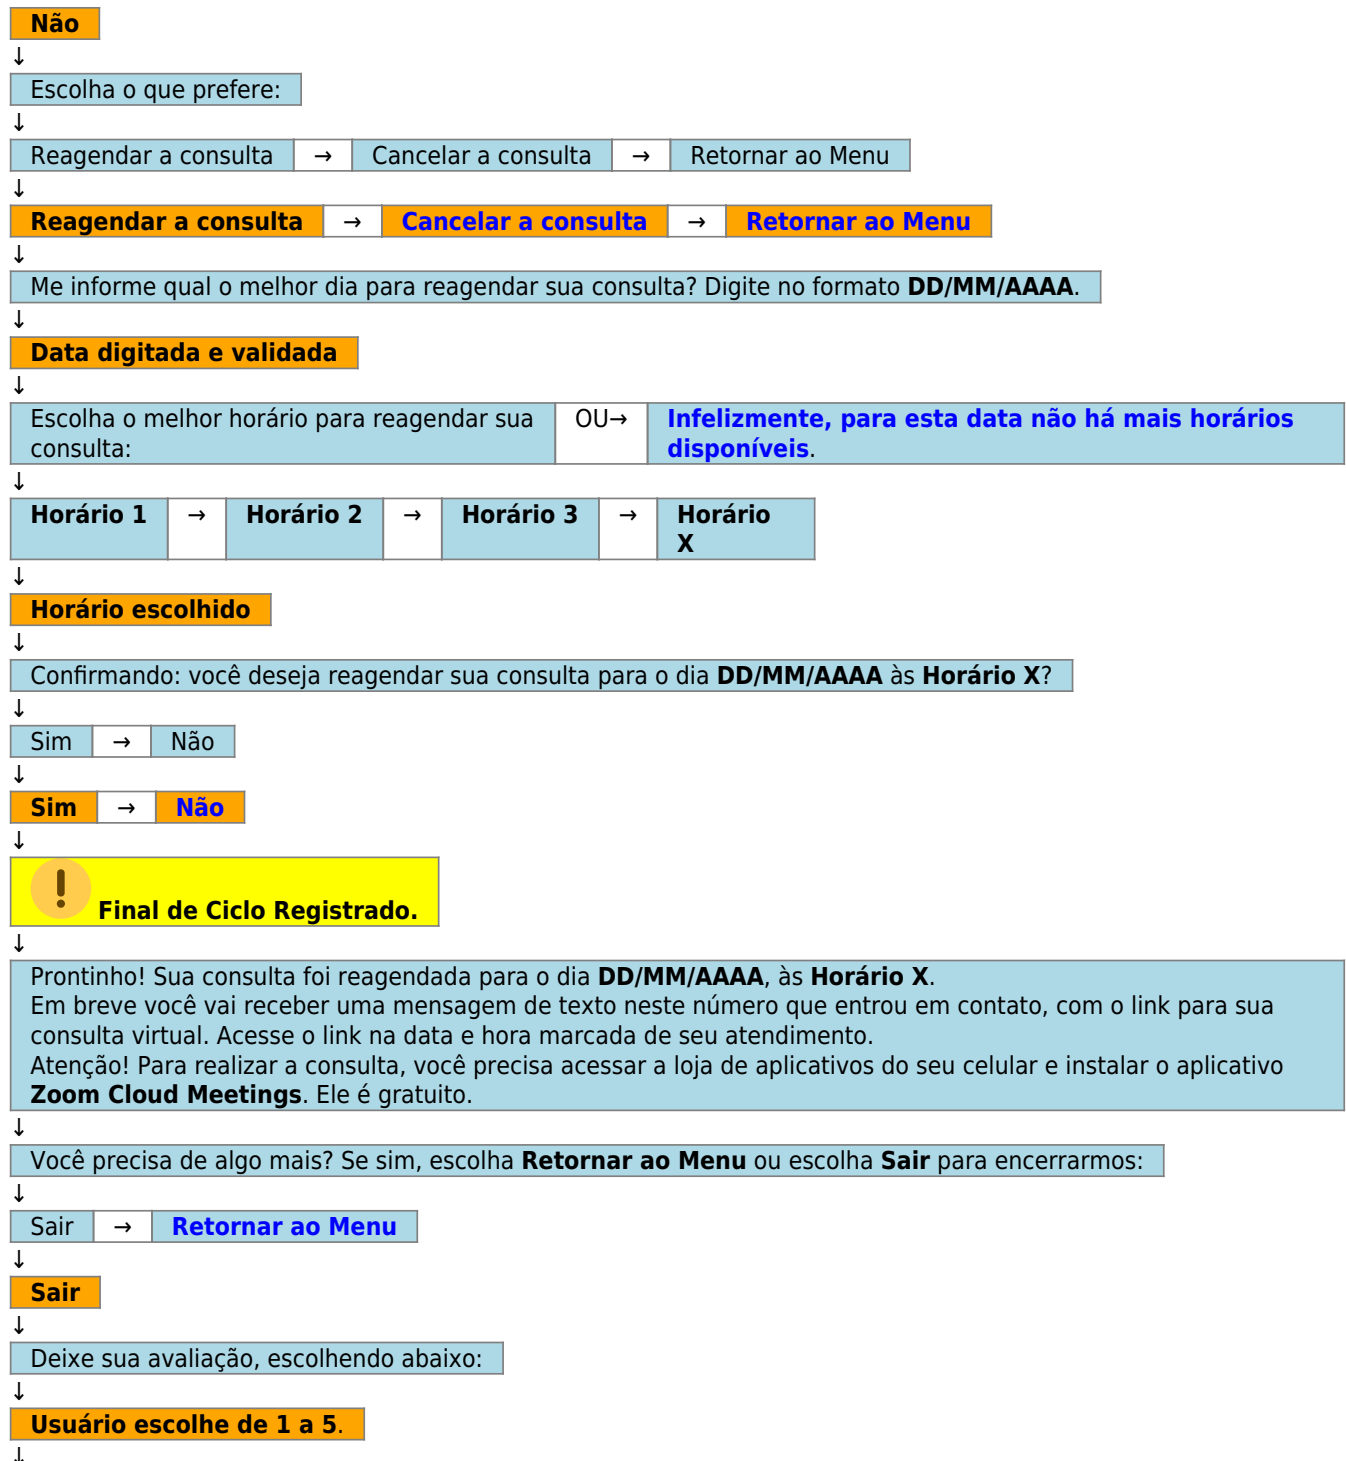 Não
↓
Escolha o que prefere:
↓
Reagendar a consulta → Cancelar a consulta → Retornar ao Menu
↓
Reagendar a consulta → Cancelar a consulta → Retornar ao Menu
↓
Me informe qual o melhor dia para reagendar sua consulta? Digite no formato DD/MM/AAAA.
↓
Data digitada e validada
↓
Escolha o melhor horário para reagendar sua
consulta:
OU→
Infelizmente, para esta data não há mais horários
disponíveis.
↓
Horário 1 → Horário 2 → Horário 3 → Horário
X
↓
Horário escolhido
↓
Confirmando: você deseja reagendar sua consulta para o dia DD/MM/AAAA às Horário X?
↓
Sim → Não
↓
Sim → Não
↓
Final de Ciclo Registrado.
↓
Prontinho! Sua consulta foi reagendada para o dia DD/MM/AAAA, às Horário X.
Em breve você vai receber uma mensagem de texto neste número que entrou em contato, com o link para sua
consulta virtual. Acesse o link na data e hora marcada de seu atendimento.
Atenção! Para realizar a consulta, você precisa acessar a loja de aplicativos do seu celular e instalar o aplicativo
Zoom Cloud Meetings. Ele é gratuito.
↓
Você precisa de algo mais? Se sim, escolha Retornar ao Menu ou escolha Sair para encerrarmos:
↓
Sair → Retornar ao Menu
↓
Sair
↓
Deixe sua avaliação, escolhendo abaixo:
↓
Usuário escolhe de 1 a 5.
↓